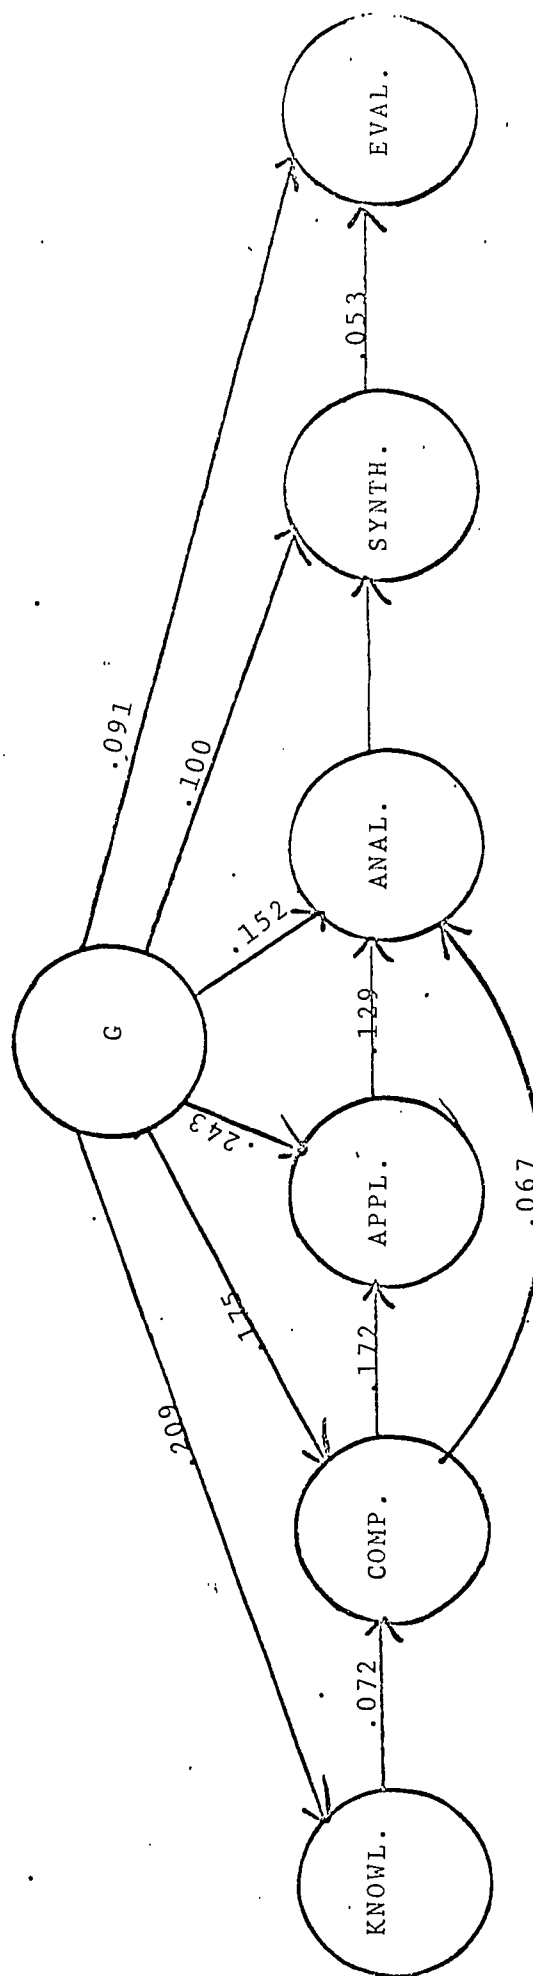 G
.091
.100
.152
.243
.175
.209
KNOWL.
.072
COMP.
.172
APPL.
.129
ANAL.
SYNTH.
.053
EVAL.
.067